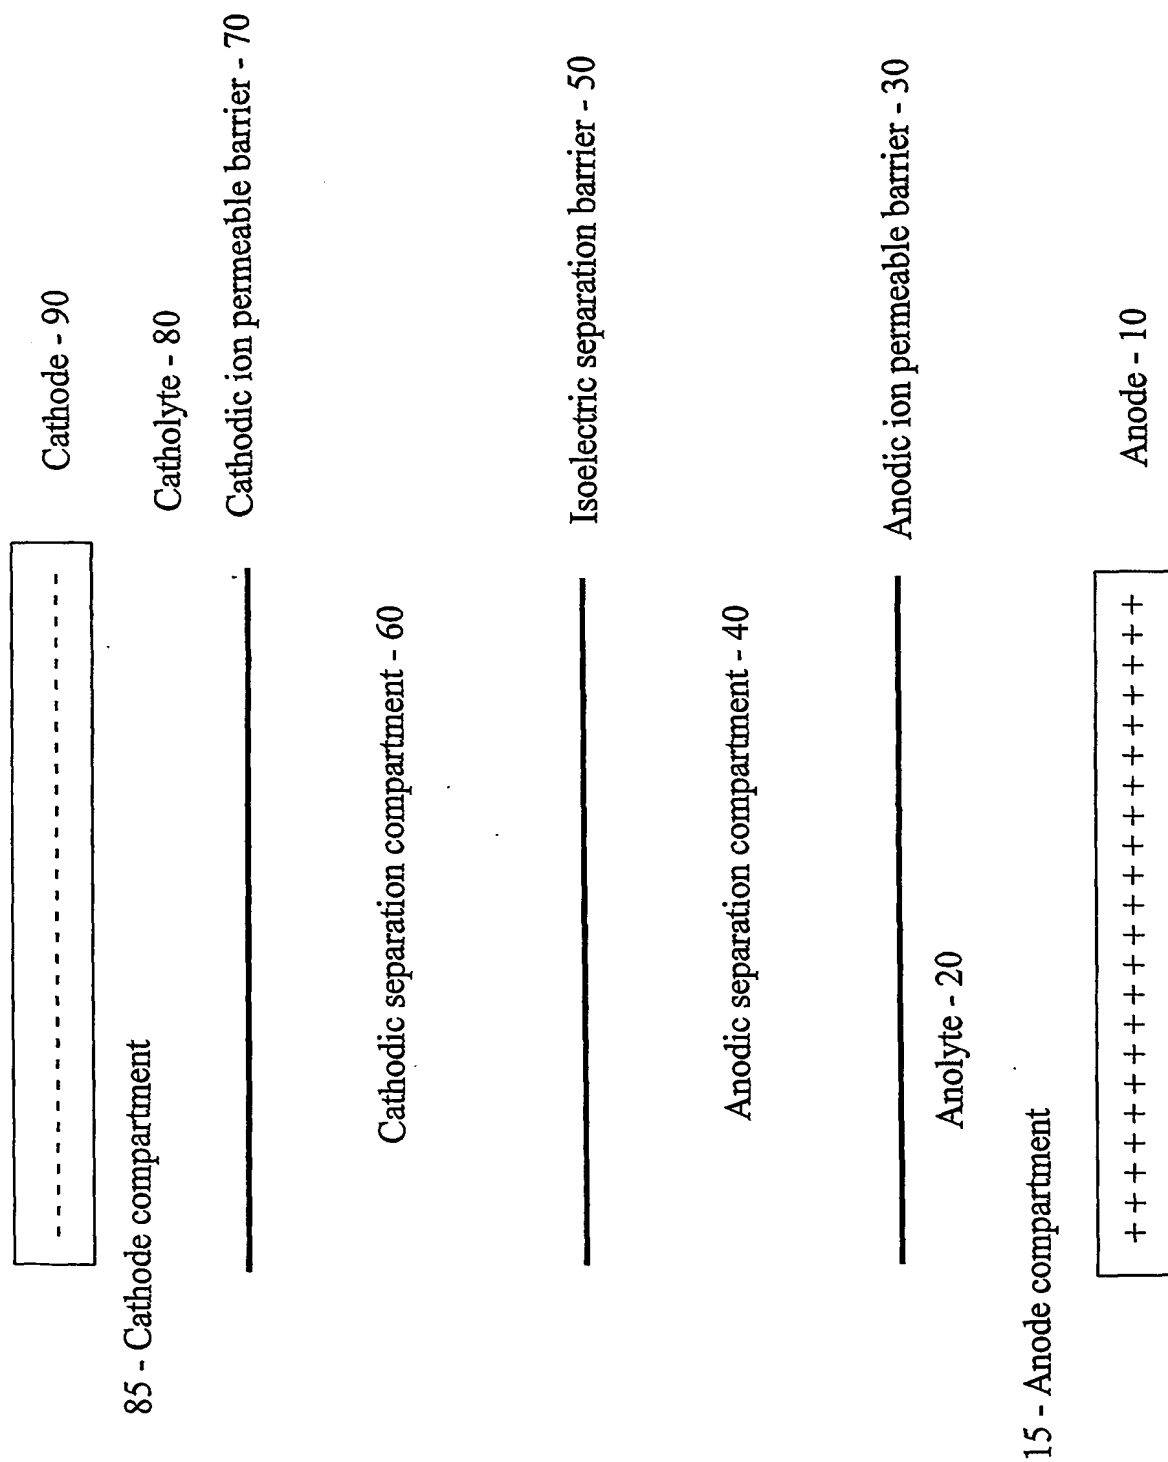 Cathode - 90
85 - Cathode compartment
Catholyte - 80
Cathodic ion permeable barrier - 70
Cathodic separation compartment - 60
Isoelectric separation barrier - 50
Anodic separation compartment - 40
Anodic ion permeable barrier - 30
Anolyte - 20
15 - Anode compartment
+++++++++++++++++++++++
Anode - 10